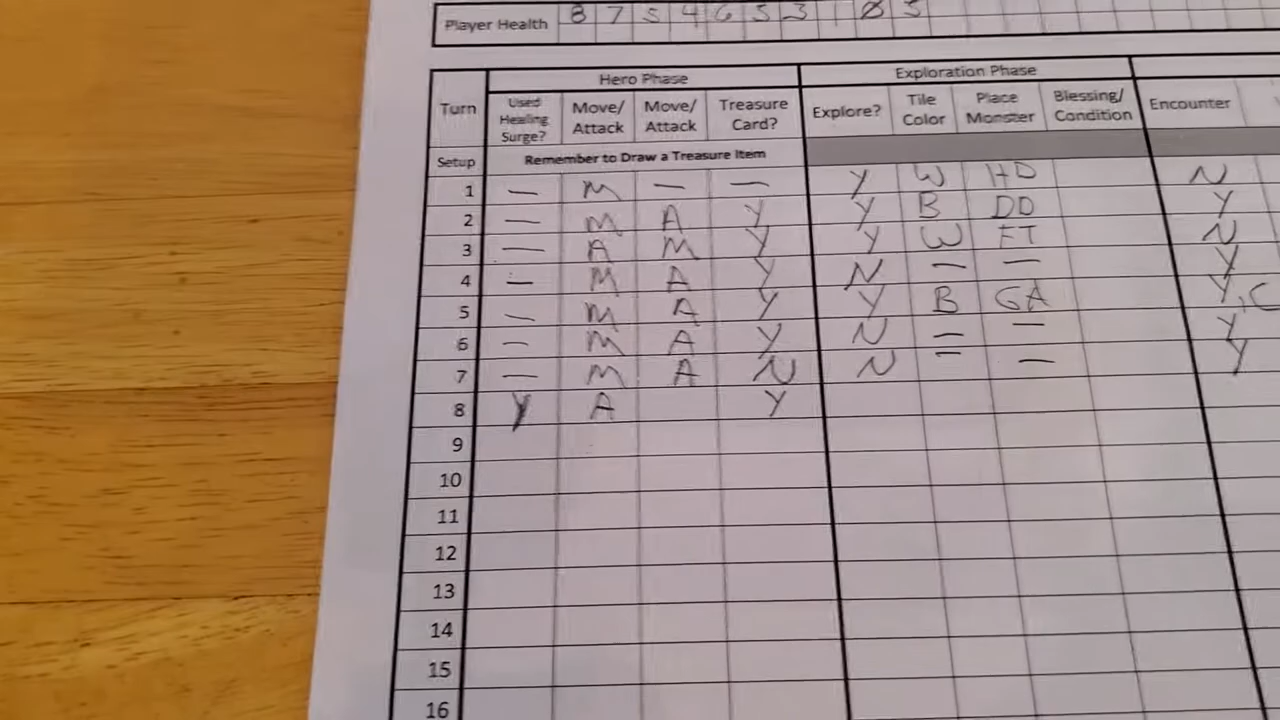 Player Health 8 7 5 4 6 5 3 1 0 5
Hero Phase Exploration Phase
Turn Used Healing Surge? Move/ Attack Move/ Attack Treasure Card? Explore? Tile Color Place Monster Blessing/ Condition Encounter
Setup Remember to Draw a Treasure Item
1 — M — — Y W HD N
2 — M A Y Y B DD Y
3 — A M Y Y W FT N
4 — M A Y N — — Y
5 — M A Y Y B GA Y, C
6 — M A Y N — — Y
7 — M A N N — — Y
8 Y A Y
9
10
11
12
13
14
15
16